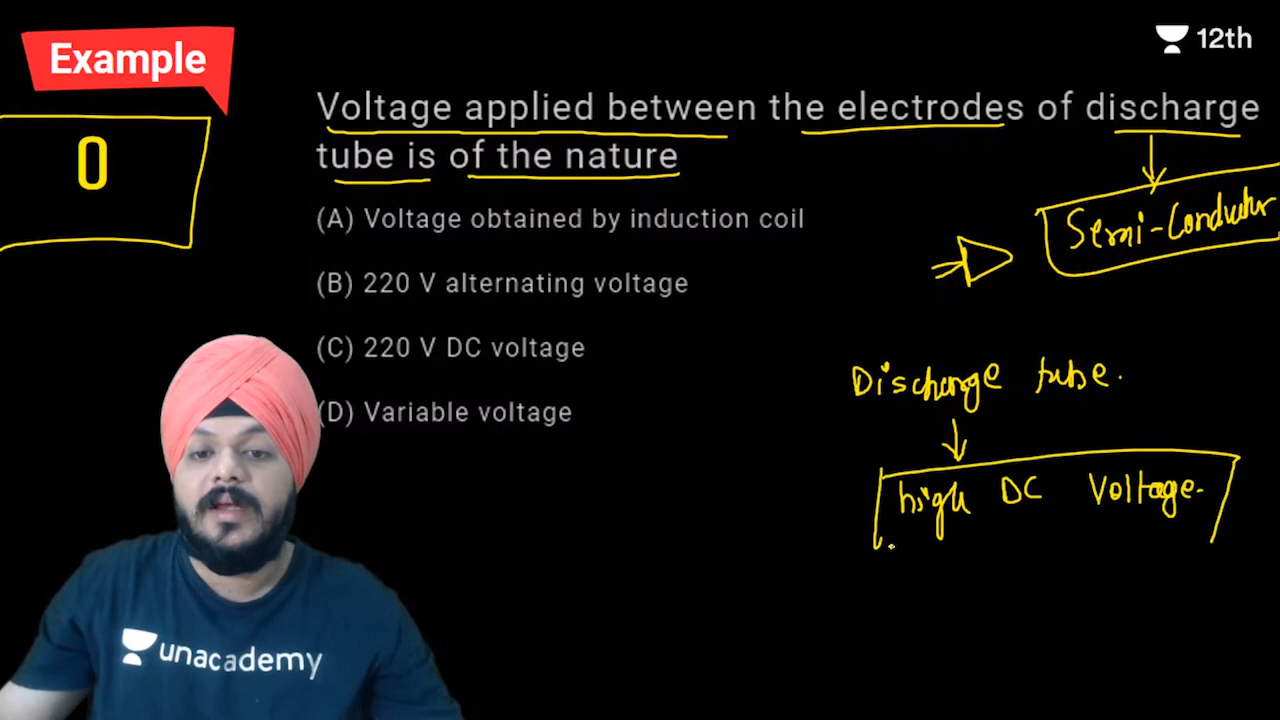 Example
12th
0
Voltage applied between the electrodes of discharge
tube is of the nature
(A) Voltage obtained by induction coil
(B) 220 V alternating voltage
(C) 220 V DC voltage
(D) Variable voltage
Semi-Conductor
Discharge tube.
high DC Voltage.
unacademy